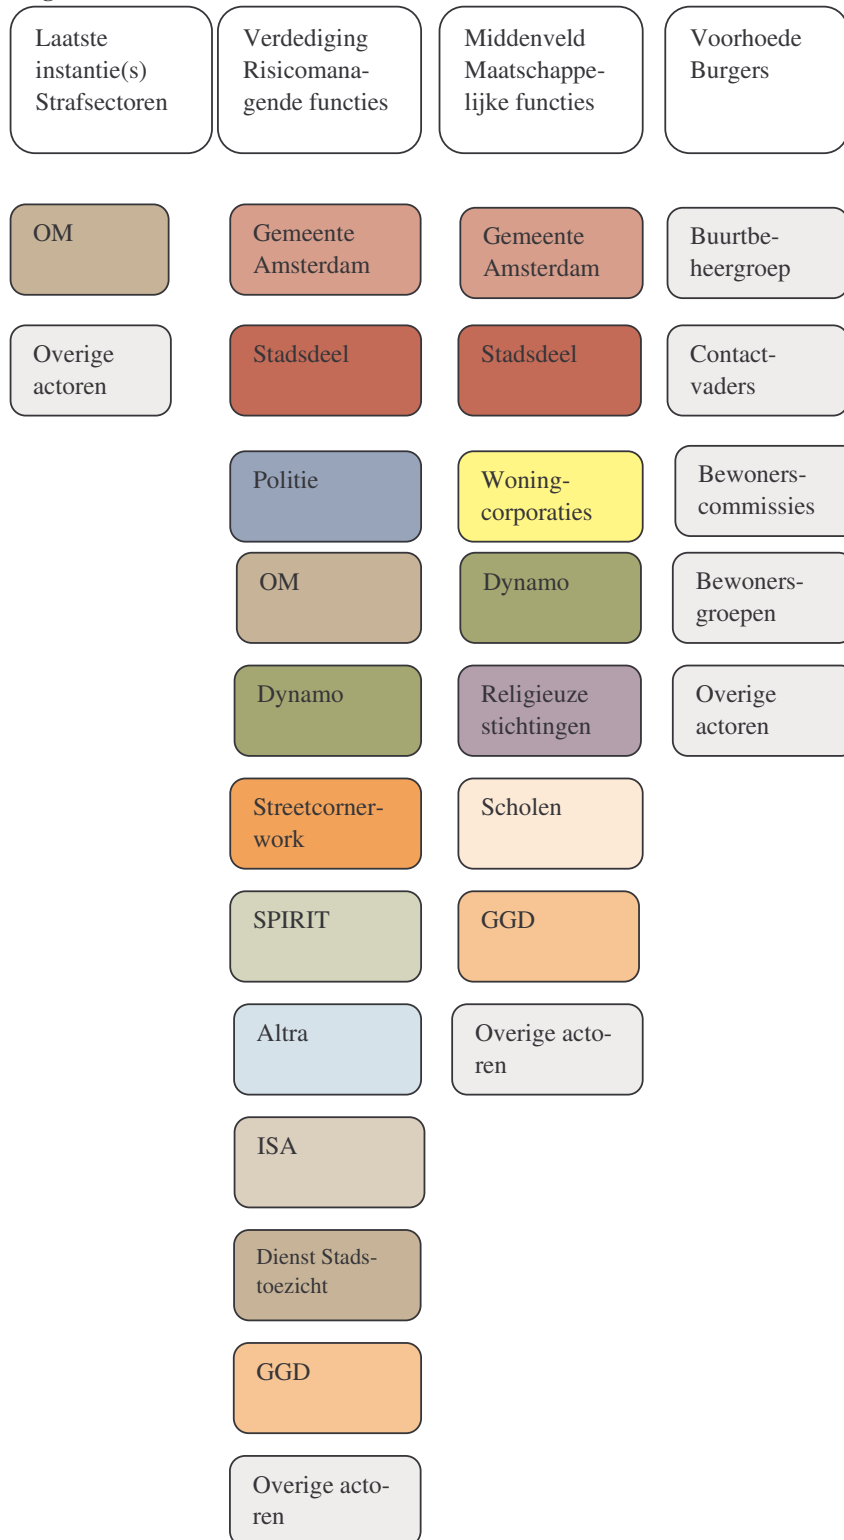 Laatste
instantie(s)
Strafsectoren
Verdediging
Risicomana-
gende functies
Middenveld
Maatschappe-
lijke functies
Voorhoede
Burgers
OM
Overige
actoren
Gemeente
Amsterdam
Stadsdeel
Politie
OM
Dynamo
Streetcorner-
work
SPIRIT
Altra
ISA
Dienst Stads-
toezicht
GGD
Overige acto-
ren
Gemeente
Amsterdam
Stadsdeel
Woning-
corporaties
Dynamo
Religieuze
stichtingen
Scholen
GGD
Overige acto-
ren
Buurtbe-
heergroep
Contact-
vaders
Bewoners-
commissies
Bewoners-
groepen
Overige
actoren